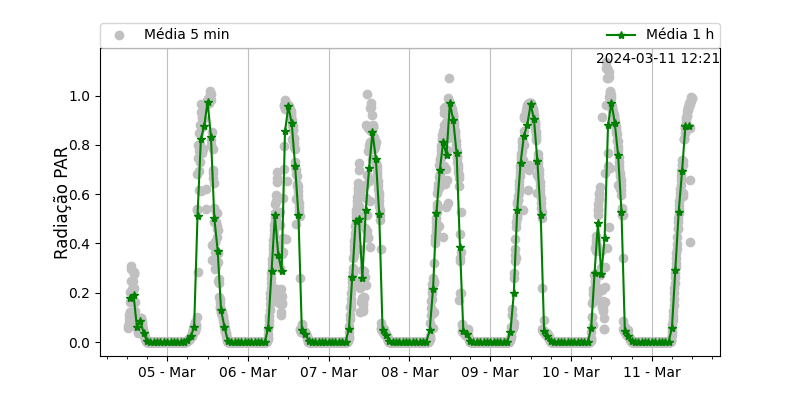 Média 5 min
Média 1 h
2024-03-11 12:21
Radiação PAR
1.0
0.8
0.6
0.4
0.2
0.0
05 - Mar
06 - Mar
07 - Mar
08 - Mar
09 - Mar
10 - Mar
11 - Mar